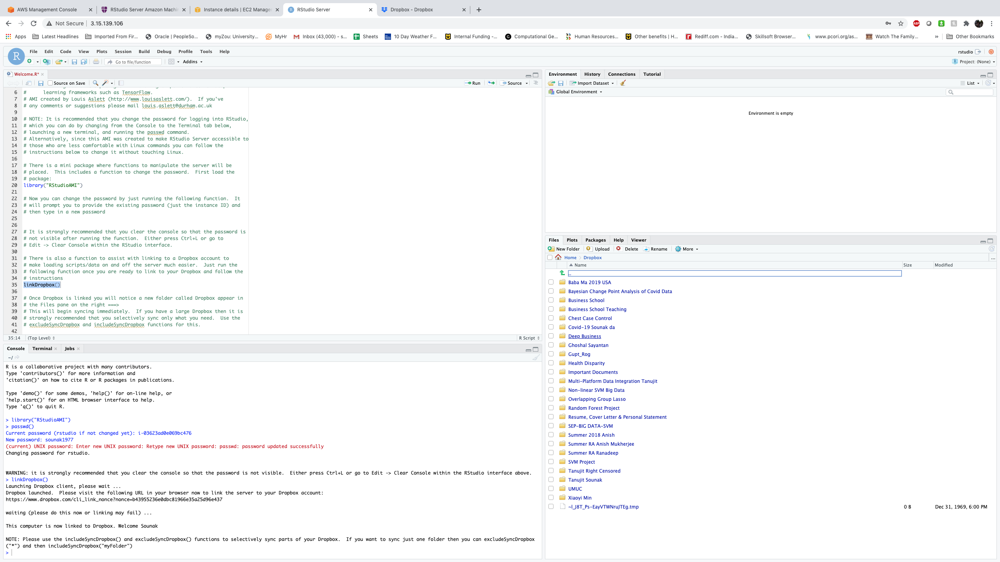 AWS Management Console
RStudio Server Amazon Machin
Instance details | EC2 Manager
RStudio Server
Dropbox - Dropbox
Not Secure | 3.15.139.106
Apps
Latest Headlines
Imported From Fir...
Oracle | PeopleSo...
myZou: University...
MyHr
Inbox (43,000) - s...
Sheets
10 Day Weather F...
Internal Funding -...
Computational Ge...
Human Resources...
Other benefits | H...
Rediff.com - India...
Skillsoft Browser...
www.pcori.org/as...
Watch The Family...
»
Other Bookmarks
File Edit Code View Plots Session Build Debug Profile Tools Help
rstudio
Go to file/function
Addins
Project: (None)
Welcome.R*
Source on Save
Run
Source
6 #      learning frameworks such as TensorFlow.
7 # AMI created by Louis Aslett (http://www.louisaslett.com/).  If you've
8 # any comments or suggestions please mail louis.aslett@durham.ac.uk
9
10 # NOTE: It is recommended that you change the password for logging into RStudio,
11 # which you can do by changing from the Console to the Terminal tab below,
12 # launching a new terminal, and running the passwd command.
13 # Alternatively, since this AMI was created to make RStudio Server accessible to
14 # those who are less comfortable with Linux commands you can follow the
15 # instructions below to change it without touching Linux.
16
17 # There is a mini package where functions to manipulate the server will be
18 # placed.  This includes a function to change the password.  First load the
19 # package:
20 library("RStudioAMI")
21
22 # Now you can change the password by just running the following function.  It
23 # will prompt you to provide the existing password (just the instance ID) and
24 # then type in a new password
25
26
27 # It is strongly recommended that you clear the console so that the password is
28 # not visible after running the function.  Either press Ctrl+L or go to
29 # Edit -> Clear Console within the RStudio interface.
30
31 # There is also a function to assist with linking to a Dropbox account to
32 # make loading scripts/data on and off the server much easier.  Just run the
33 # following function once you are ready to link to your Dropbox and follow the
34 # instructions
35 linkDropbox()
36
37 # Once Dropbox is linked you will notice a new folder called Dropbox appear in
38 # the Files pane on the right ===>
39 # This will begin syncing immediately.  If you have a large Dropbox then it is
40 # strongly recommended that you selectively sync only what you need.  Use the
41 # excludeSyncDropbox and includeSyncDropbox functions for this.
42
35:14 (Top Level) R Script
Console Terminal Jobs
~/
R is a collaborative project with many contributors.
Type 'contributors()' for more information and
'citation()' on how to cite R or R packages in publications.
Type 'demo()' for some demos, 'help()' for on-line help, or
'help.start()' for an HTML browser interface to help.
Type 'q()' to quit R.
> library("RStudioAMI")
> passwd()
Current password (rstudio if not changed yet): i-03623ad0e069bc476
New password: sounak1977
(current) UNIX password: Enter new UNIX password: Retype new UNIX password: passwd: password updated successfully
Changing password for rstudio.
WARNING: it is strongly recommended that you clear the console so that the password is not visible.  Either press Ctrl+L or go to Edit -> Clear Console within the RStudio interface above.
> linkDropbox()
Launching Dropbox client, please wait ...
Dropbox launched.  Please visit the following URL in your browser now to link the server to your Dropbox account:
https://www.dropbox.com/cli_link_nonce?nonce=b43955236e0dbc81966e35a25d96e437
waiting (please do this now or linking may fail) ...
This computer is now linked to Dropbox. Welcome Sounak
NOTE: Please use the includeSyncDropbox() and excludeSyncDropbox() functions to selectively sync parts of your Dropbox.  If you want to sync just one folder then you can excludeSyncDropbox
("*") and then includeSyncDropbox("myFolder")
>
Environment History Connections Tutorial
Import Dataset
List
Global Environment
Environment is empty
Files Plots Packages Help Viewer
New Folder Upload Delete Rename More
Home Dropbox ...
Name Size Modified
..
Baba Ma 2019 USA
Bayesian Change Point Analysis of Covid Data
Business School
Business School Teaching
Chest Case Control
Covid-19 Sounak da
Deep Business
Ghoshal Sayantan
Gupt_Rog
Health Disparity
Important Documents
Multi-Platform Data Integration Tanujit
Non-linear SVM Big Data
Overlapping Group Lasso
Random Forest Project
Resume, Cover Letter & Personal Statement
SEP-BIG DATA-SVM
Summer 2018 Anish
Summer RA Anish Mukherjee
Summer RA Ranadeep
SVM Project
Tanujit Right Censored
Tanujit Sounak
UMUC
Xiaoyi Min
~l_J8T_Ps-EayVTWNruJTEg.tmp 0 B Dec 31, 1969, 6:00 PM